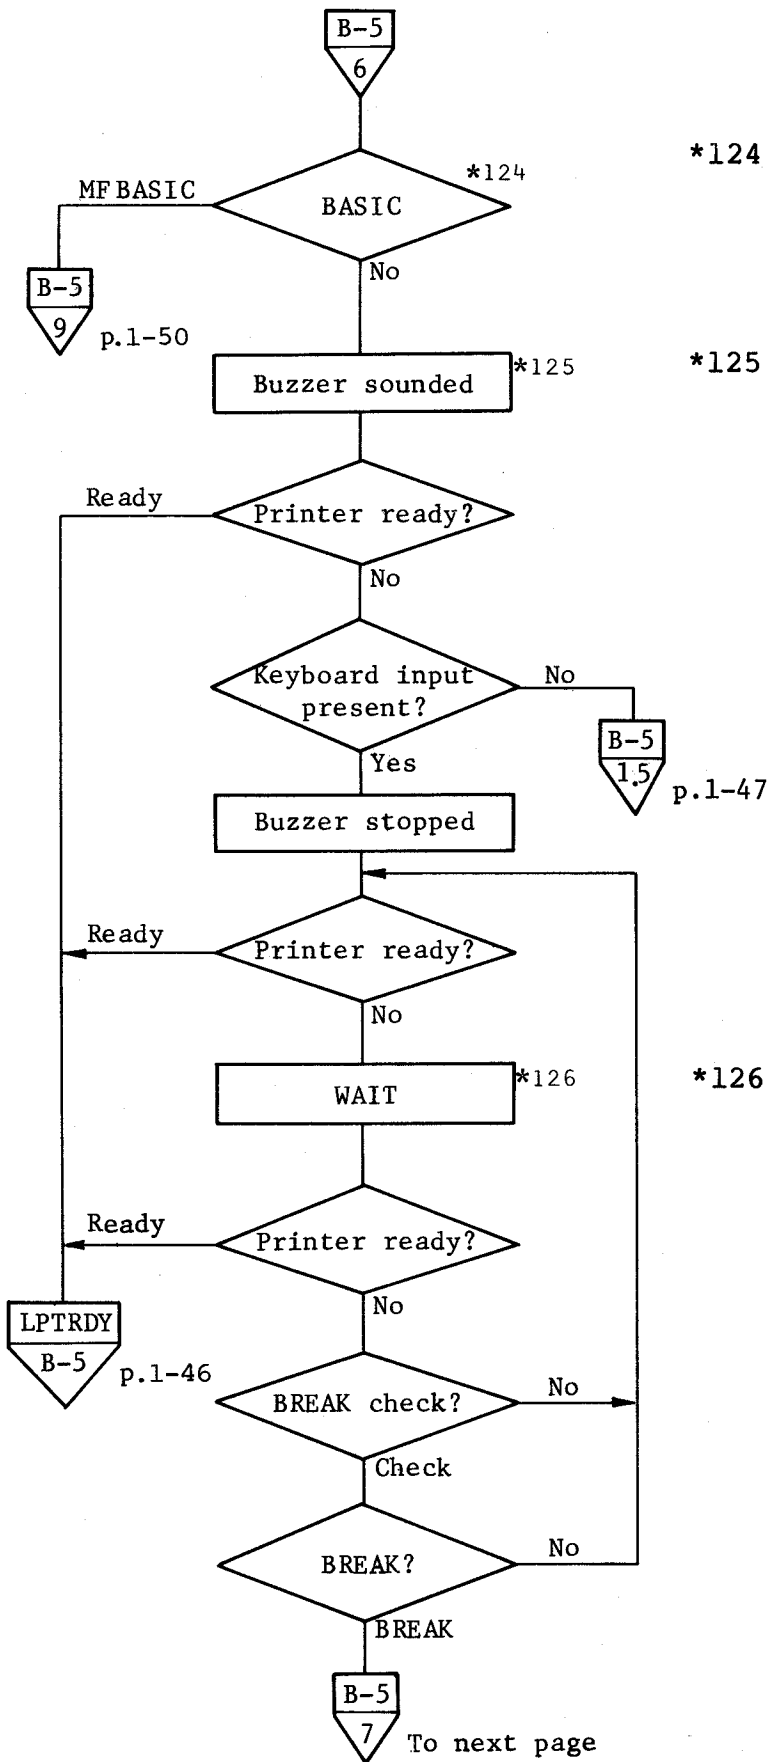 B-5
6
*124
*124
MFBASIC
BASIC
No
B-5
9
p.1-50
*125
*125
Buzzer sounded
Ready
Printer ready?
No
Keyboard input
present?
No
B-5
1.5
p.1-47
Yes
Buzzer stopped
Ready
Printer ready?
No
*126
*126
WAIT
Ready
Printer ready?
No
LPTRDY
B-5
p.1-46
BREAK check?
No
Check
BREAK?
No
BREAK
B-5
7
To next page